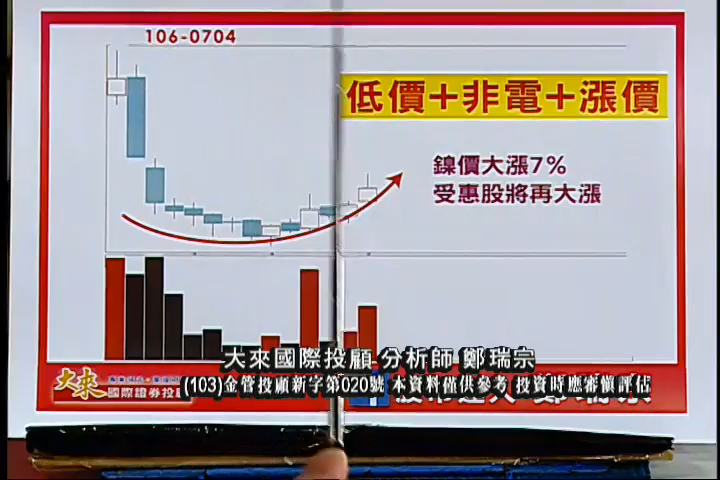 106-0704
低價+非電+漲價
鎳價大漲7%
受惠股將再大漲
大來國際投顧 分析師 鄭瑞宗
(103)金管投顧新字第020號 本資料僅供參考 投資時應審慎評估
大來
國際證券投顧